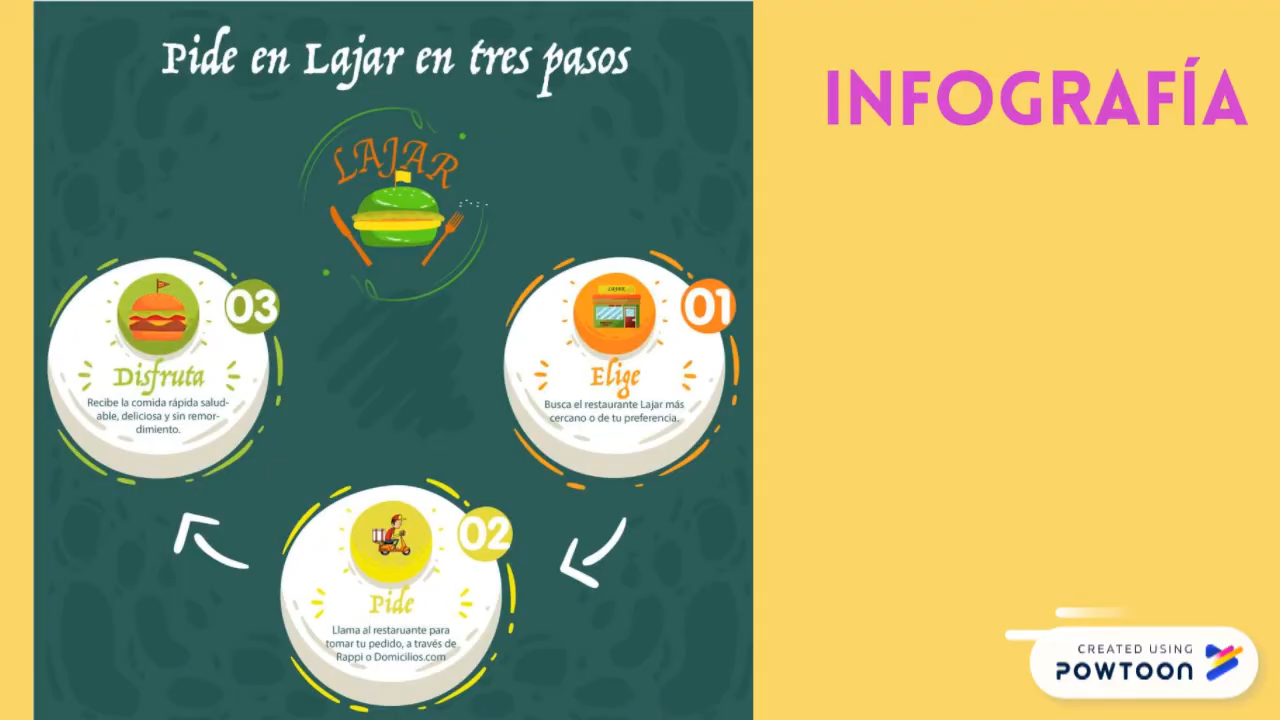 Pide en Lajar en tres pasos
INFOGRAFÍA
LAJAR
LAJAR
01
Elige
Busca el restaurante Lajar más
cercano o de tu preferencia.
02
Pide
Llama al restaruante para
tomar tu pedido, a través de
Rappi o Domicilios.com
03
Disfruta
Recibe la comida rápida salud-
able, deliciosa y sin remor-
dimiento.
CREATED USING
POWTOON